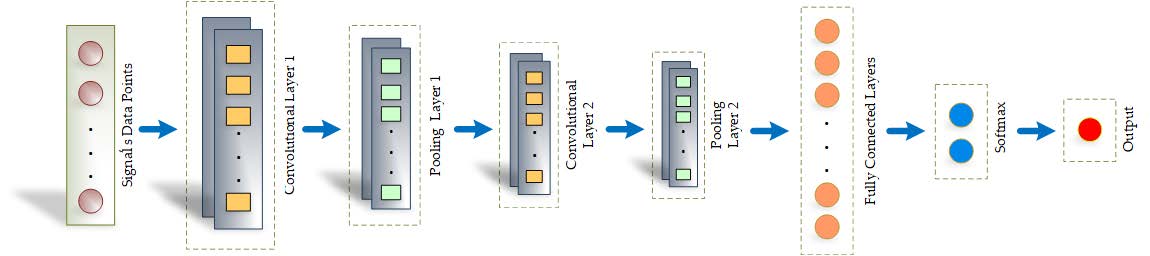 Signal's Data Points
Convolutional Layer 1
Pooling Layer 1
Convolutional
Layer 2
Pooling
Layer 2
Fully Connected Layers
Softmax
Output